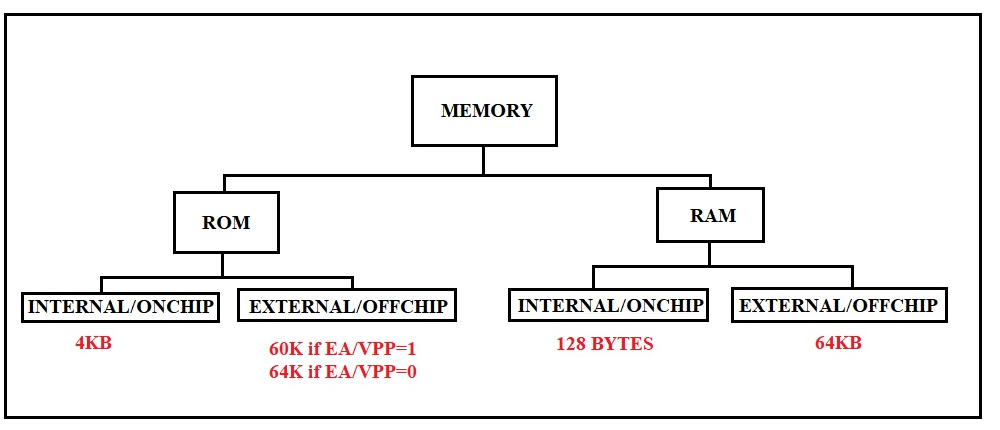 MEMORY
ROM
RAM
INTERNAL/ONCHIP
EXTERNAL/OFFCHIP
INTERNAL/ONCHIP
EXTERNAL/OFFCHIP
4KB
60K if EA/VPP=1
64K if EA/VPP=0
128 BYTES
64KB